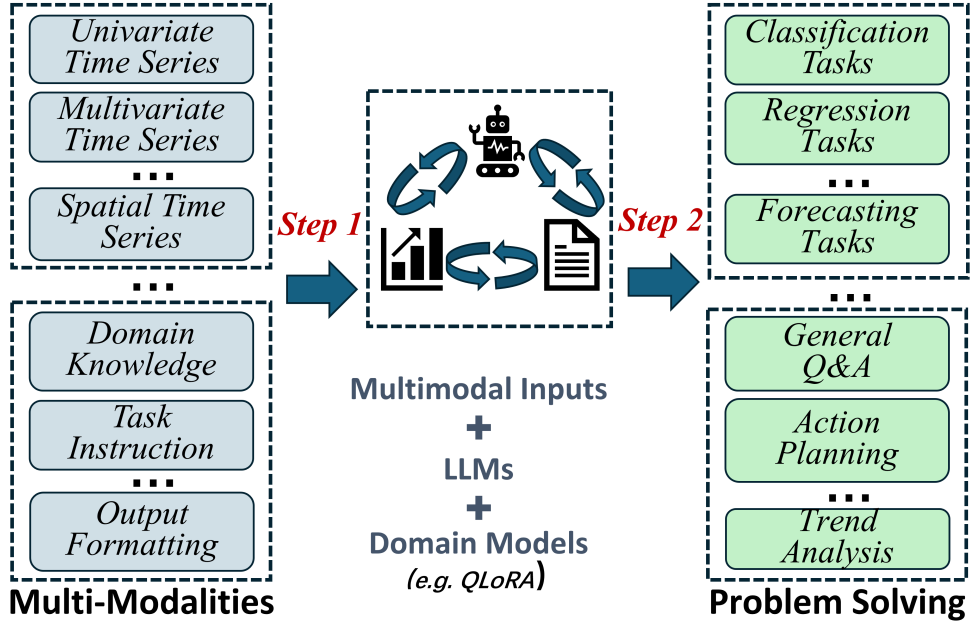 Univariate
Time Series
Multivariate
Time Series
...
Spatial Time
Series
...
Domain
Knowledge
Task
Instruction
...
Output
Formatting
Multi-Modalities
Step 1
Multimodal Inputs
+
LLMs
+
Domain Models
(e.g. QLoRA)
Step 2
Classification
Tasks
Regression
Tasks
...
Forecasting
Tasks
...
General
Q&A
Action
Planning
...
Trend
Analysis
Problem Solving